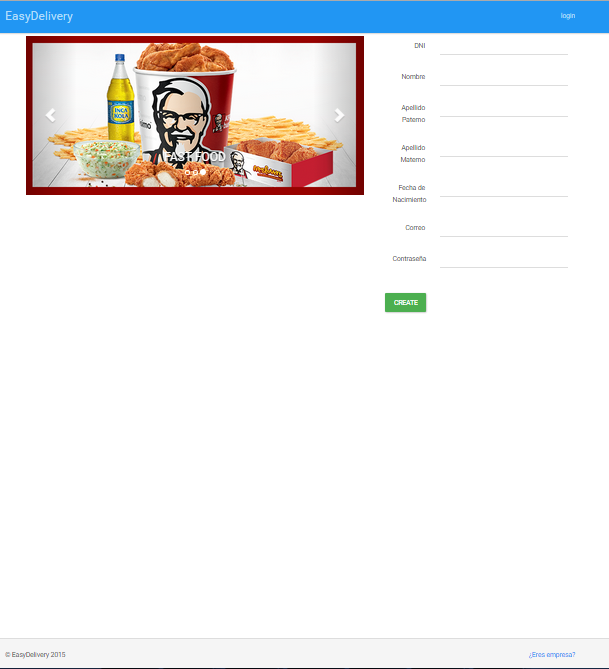 EasyDelivery
login
INCA
KOLA
FAST FOOD
DNI
Nombre
Apellido
Paterno
Apellido
Materno
Fecha de
Nacimiento
Correo
Contraseña
CREATE
© EasyDelivery 2015
¿Eres empresa?